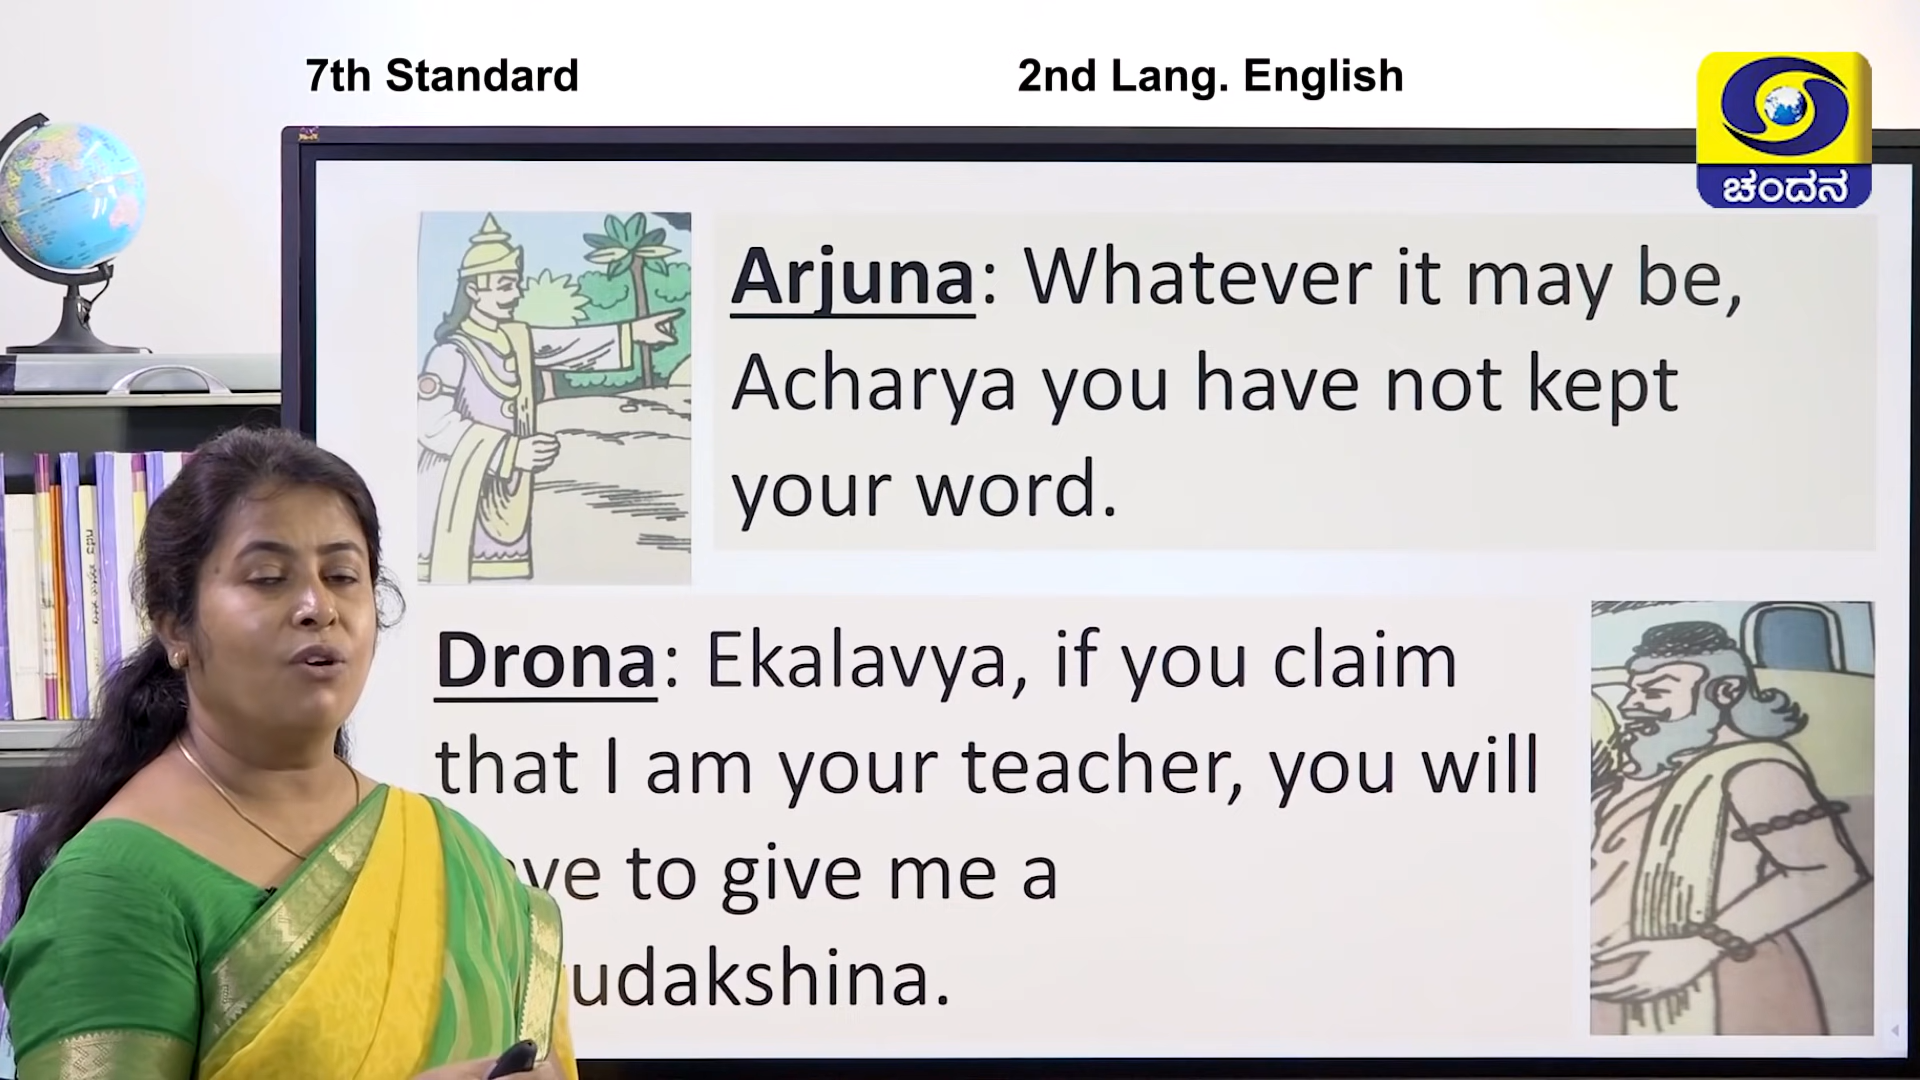 7th Standard
2nd Lang. English
ಚಂದನ
Arjuna: Whatever it may be,
Acharya you have not kept
your word.
Drona: Ekalavya, if you claim
that I am your teacher, you will
to give me a